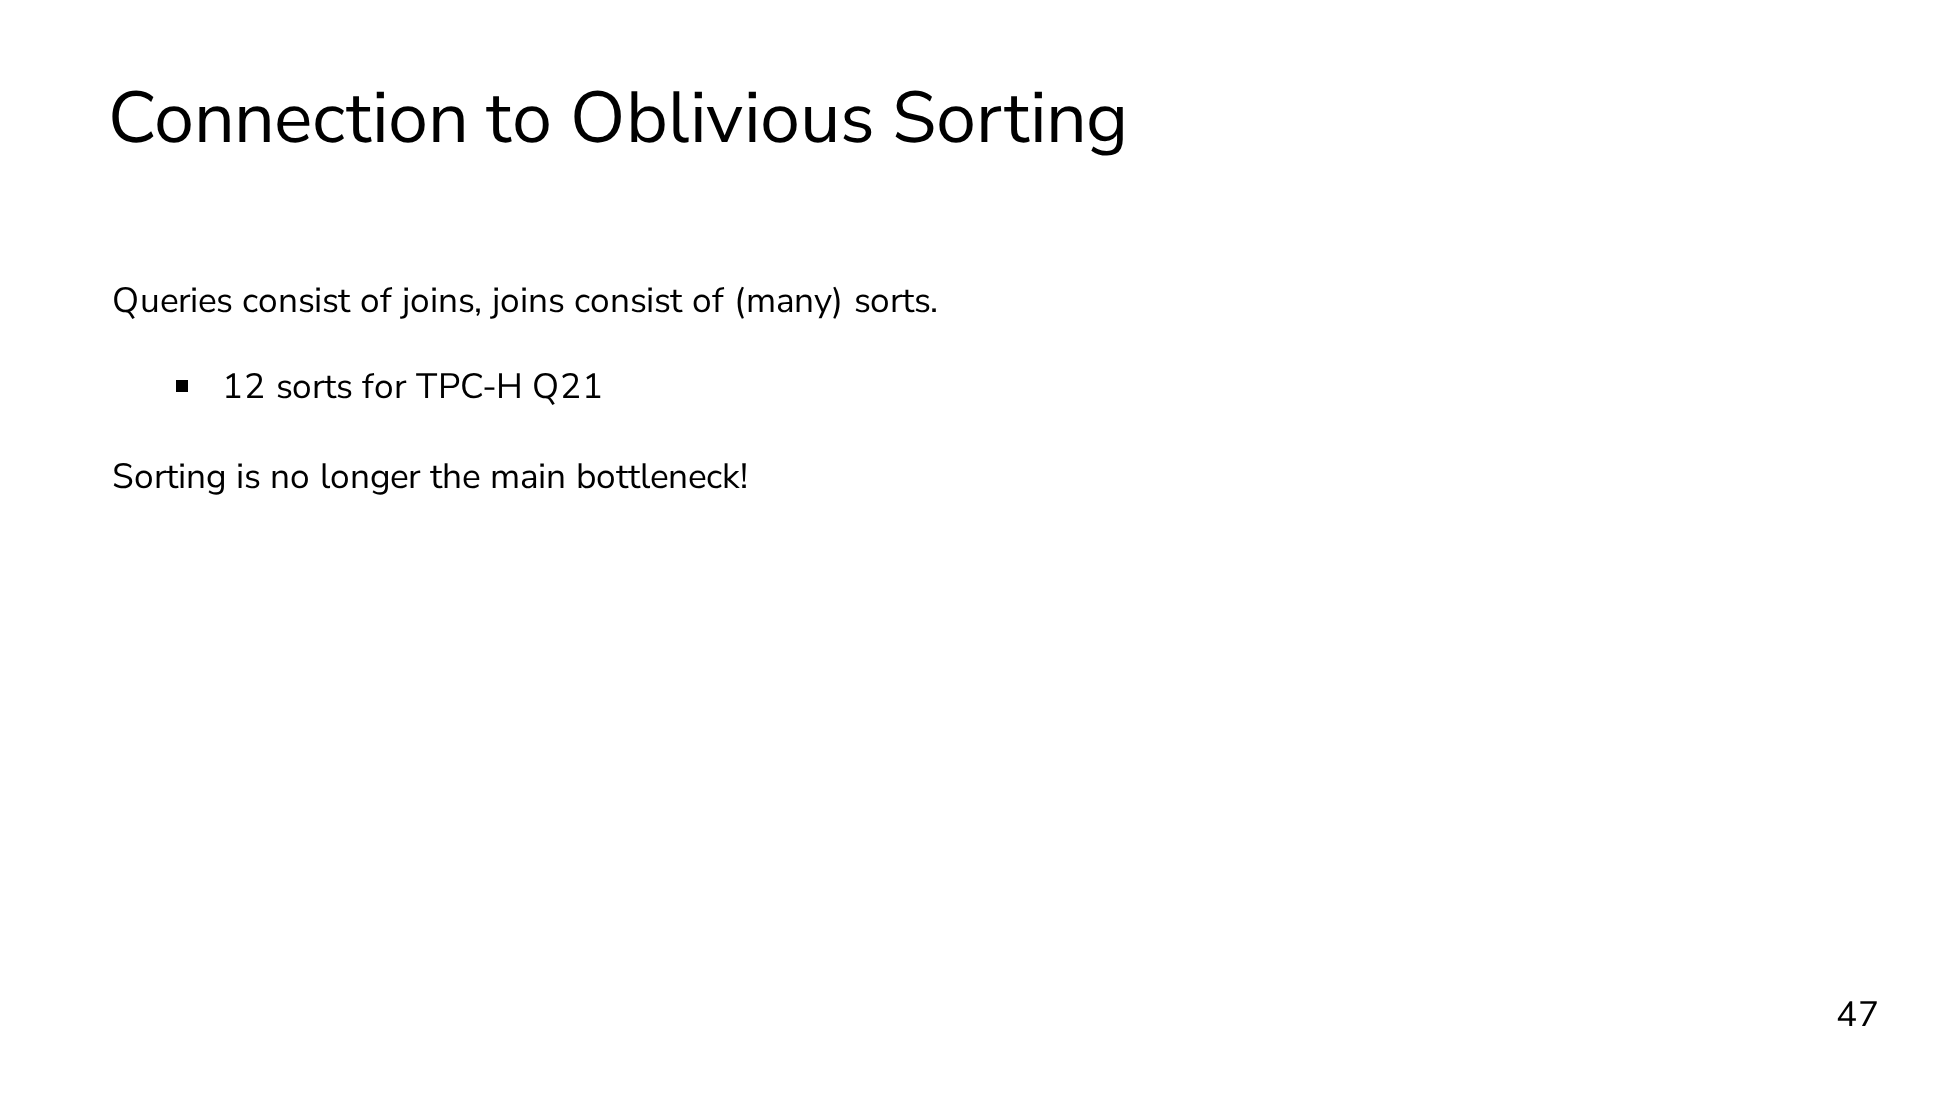 Connection to Oblivious Sorting
Queries consist of joins, joins consist of (many) sorts.
▪ 12 sorts for TPC-H Q21
Sorting is no longer the main bottleneck!
47